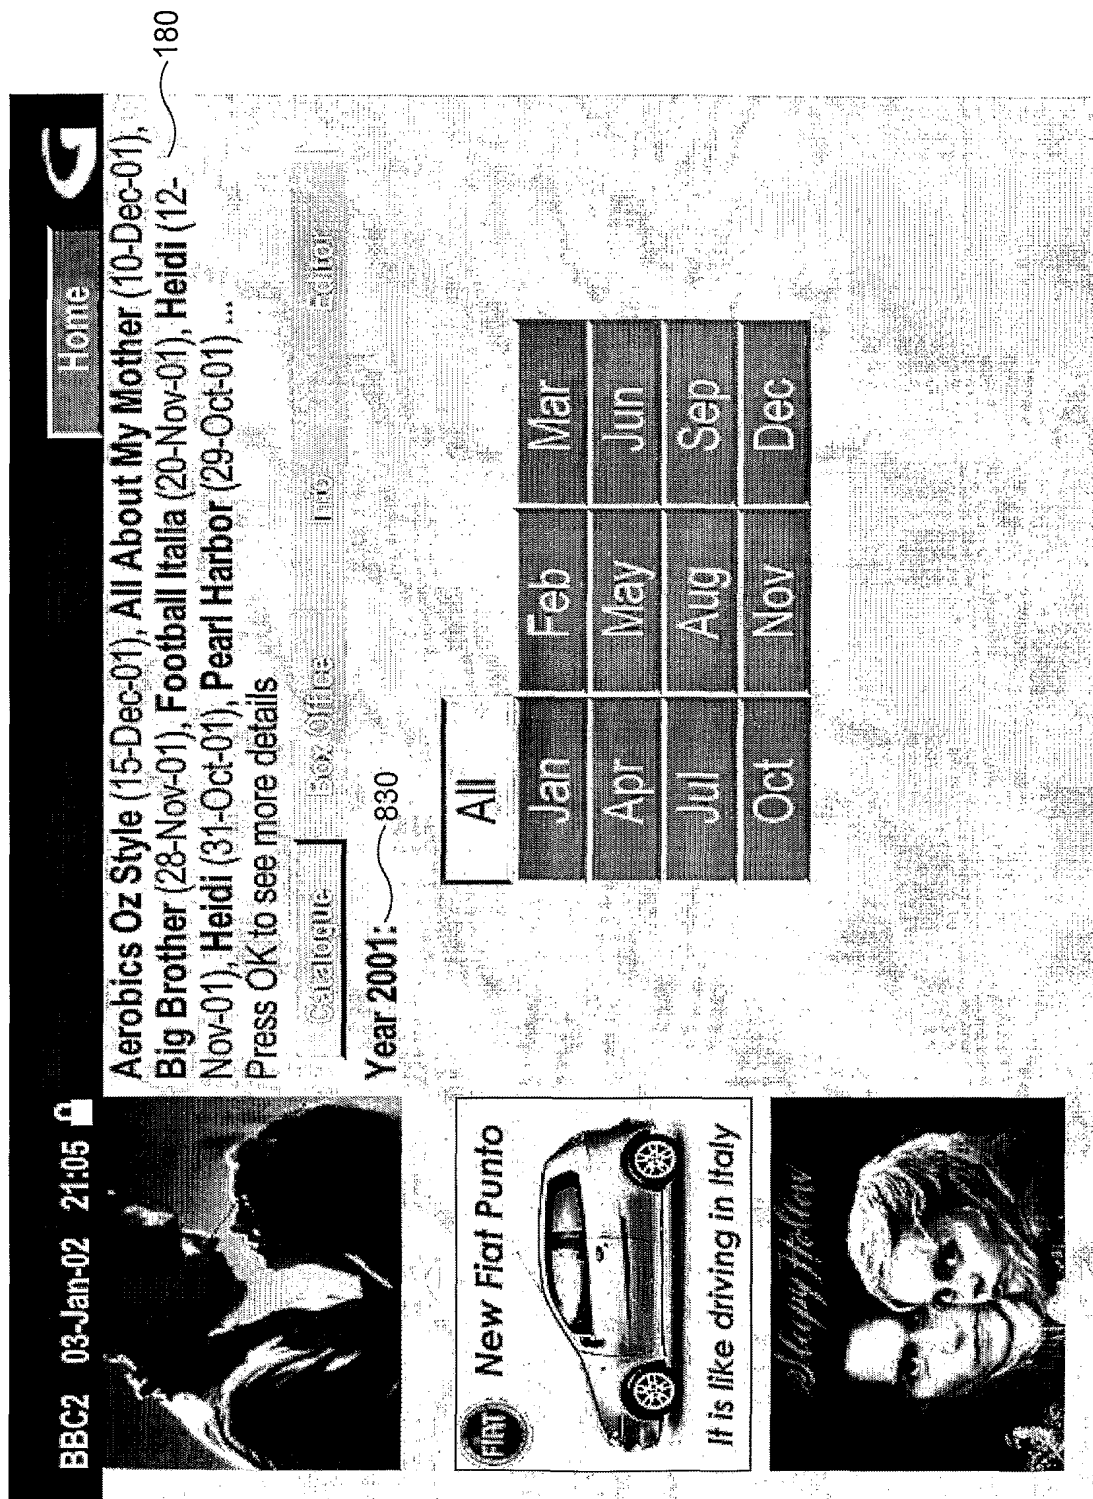 BBC2 03-Jan-02 21:05
Home
Aerobics Oz Style (15-Dec-01), All About My Mother (10-Dec-01),
Big Brother (28-Nov-01), Football Italia (20-Nov-01), Heidi (12-
Nov-01), Heidi (31-Oct-01), Pearl Harbor (29-Oct-01) ...
Press OK to see more details
180
Catalogue Box Office Editor
Year 2001:
830
All
Jan Feb Mar
Apr May Jun
Jul Aug Sep
Oct Nov Dec
FIAT New Fiat Punto
It is like driving in Italy